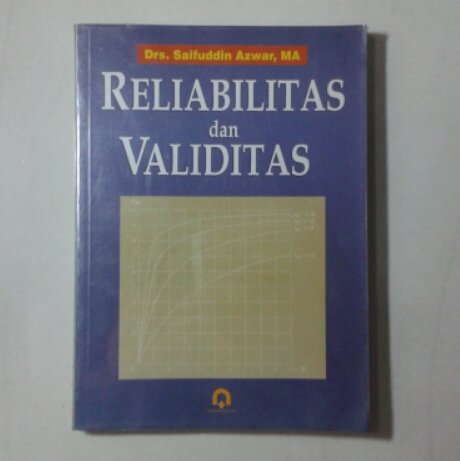 Drs. Saifuddin Azwar, MA
RELIABILITAS
dan
VALIDITAS